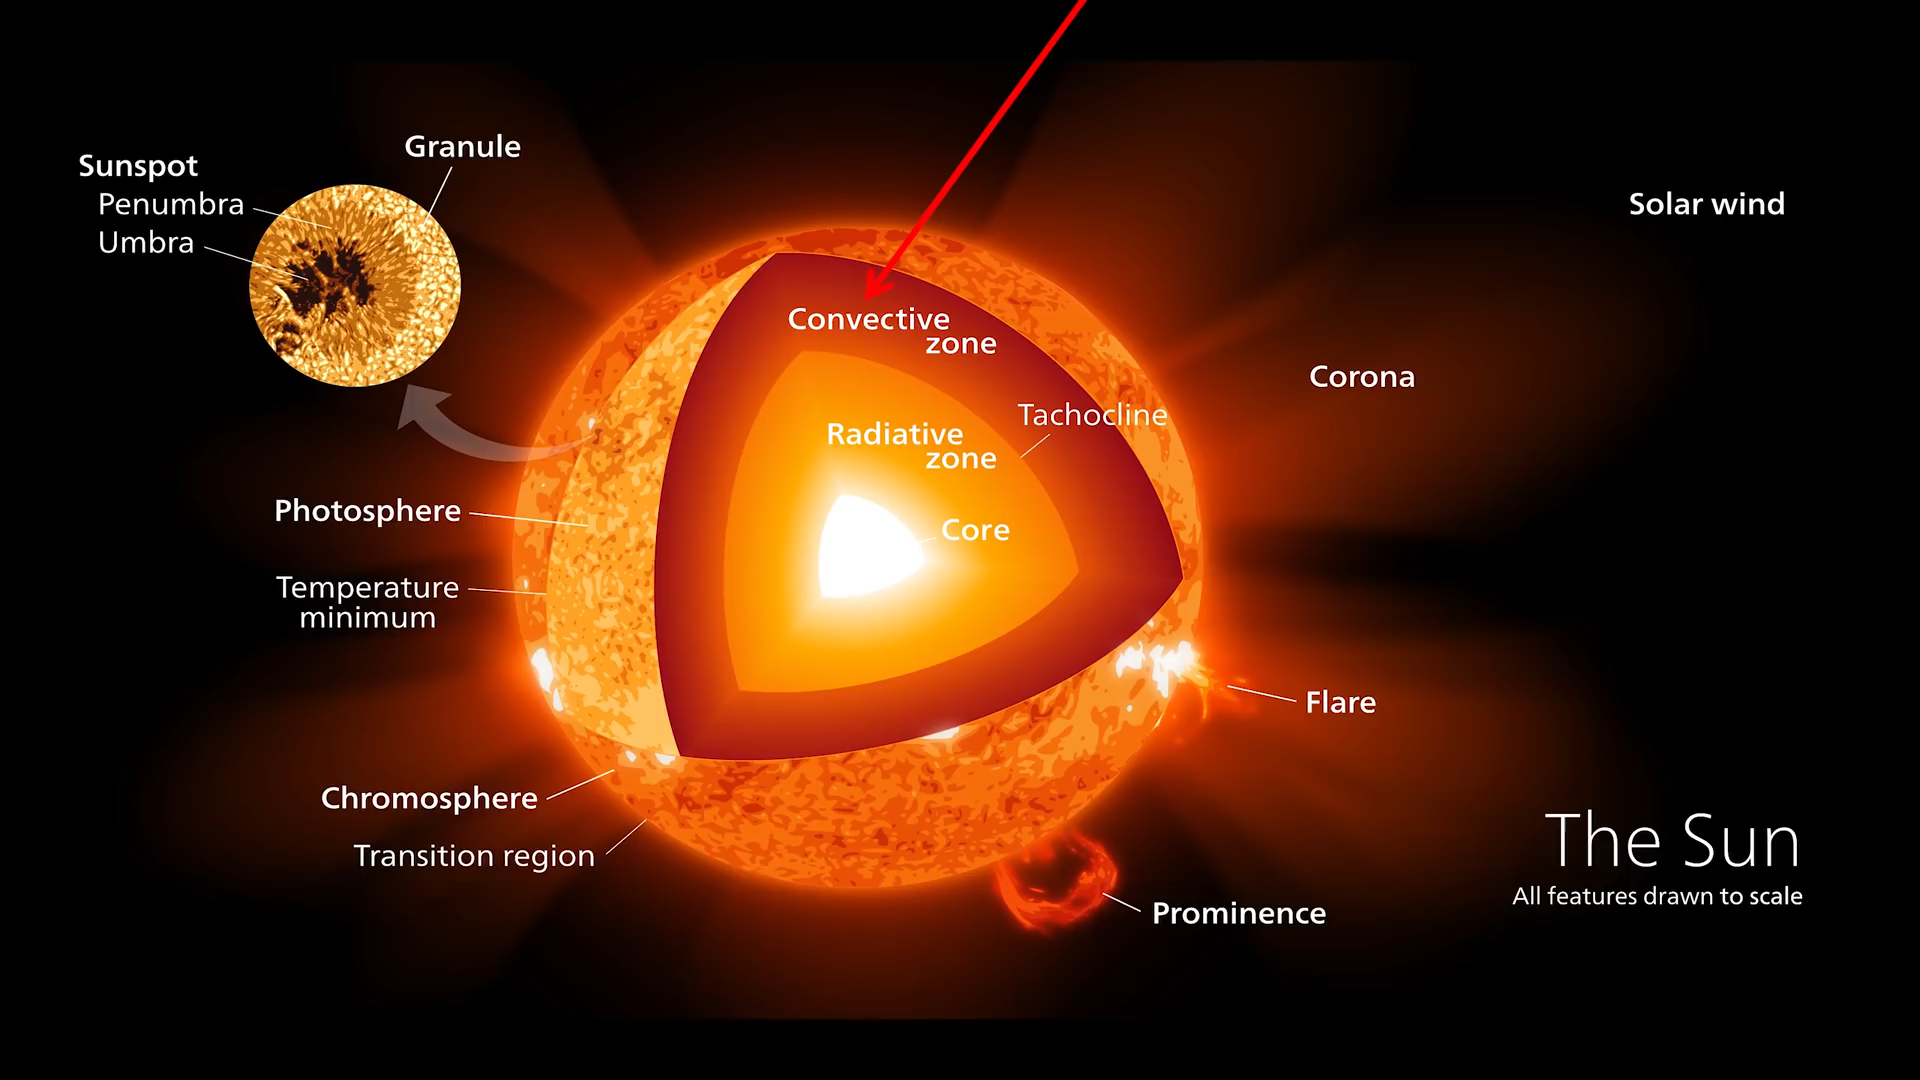 Granule
Sunspot
Penumbra
Umbra
Solar wind
Convective
zone
Corona
Tachocline
Radiative
zone
Photosphere
Core
Temperature
minimum
Flare
Chromosphere
Transition region
The Sun
All features drawn to scale
Prominence